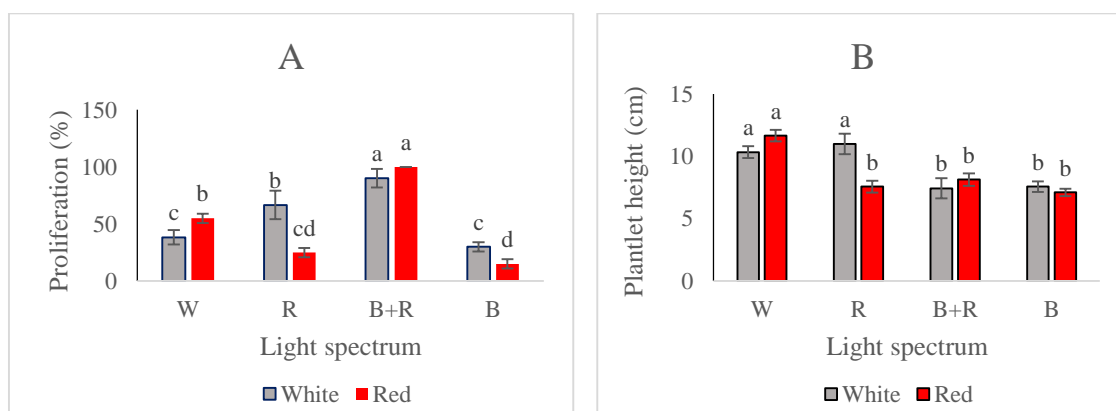 A
Proliferation (%)
150
100
50
0
c
b
b
cd
a
a
c
d
W R B+R B
Light spectrum
White Red
B
Plantlet height (cm)
15
10
5
0
a
a
a
b
b
b
b
b
W R B+R B
Light spectrum
White Red